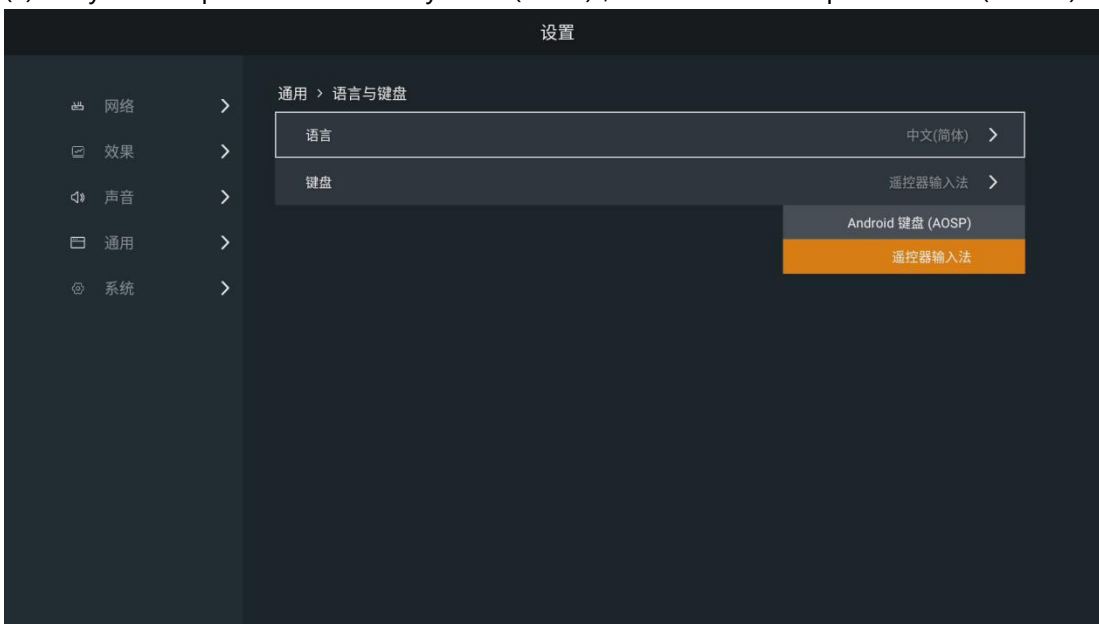 设置
网络
效果
声音
通用
系统
通用 > 语言与键盘
语言 中文(简体)
键盘 遥控器输入法
Android 键盘 (AOSP)
遥控器输入法